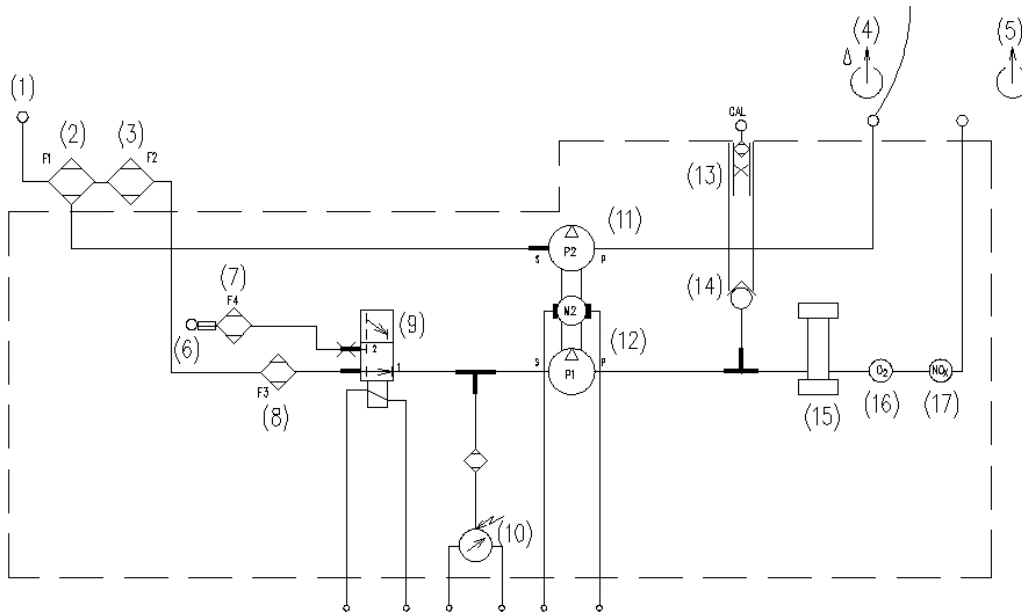 (4)
(5)
(1)
(2)
(3)
CAL
F1
F2
(13)
(11)
P2
S
P
(7)
F4
(14)
(9)
M2
(6)
2
(12)
1
S
P
P1
O2
NOx
F3
(8)
(15)
(16)
(17)
(10)